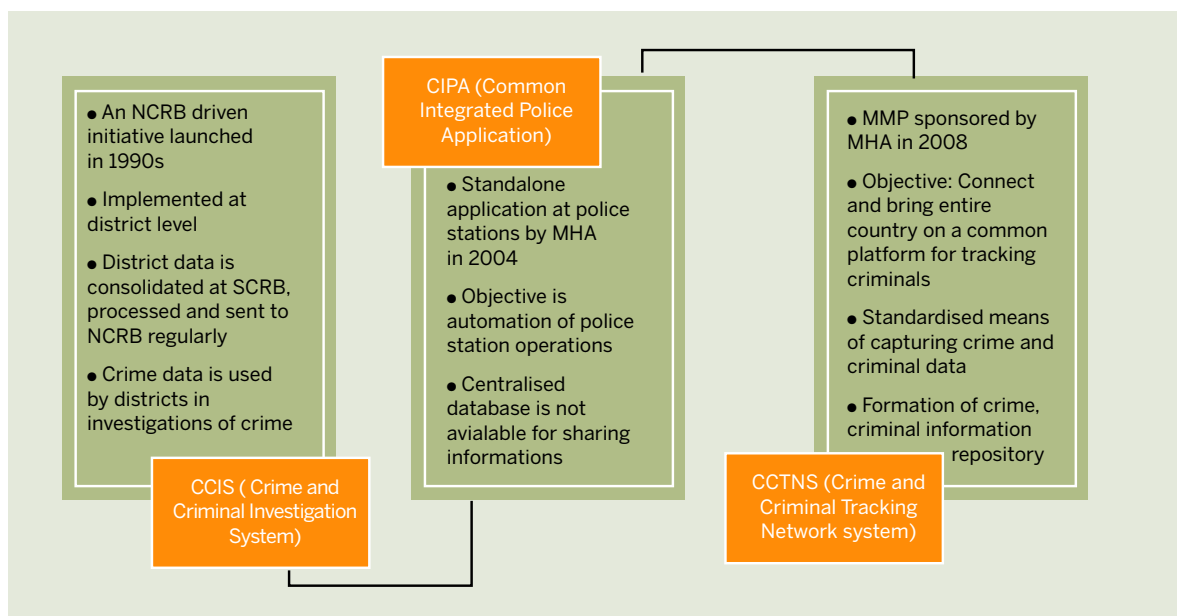 ● An NCRB driven
initiative launched
in 1990s
● Implemented at
district level
● District data is
consolidated at SCRB,
processed and sent to
NCRB regularly
● Crime data is used
by districts in
investigations of crime
CCIS ( Crime and
Criminal Investigation
System)
CIPA (Common
Integrated Police
Application)
● Standalone
application at police
stations by MHA
in 2004
● Objective is
automation of police
station operations
● Centralised
database is not
avialable for sharing
informations
● MMP sponsored by
MHA in 2008
● Objective: Connect
and bring entire
country on a common
platform for tracking
criminals
● Standardised means
of capturing crime and
criminal data
● Formation of crime,
criminal information
repository
CCTNS (Crime and
Criminal Tracking
Network system)